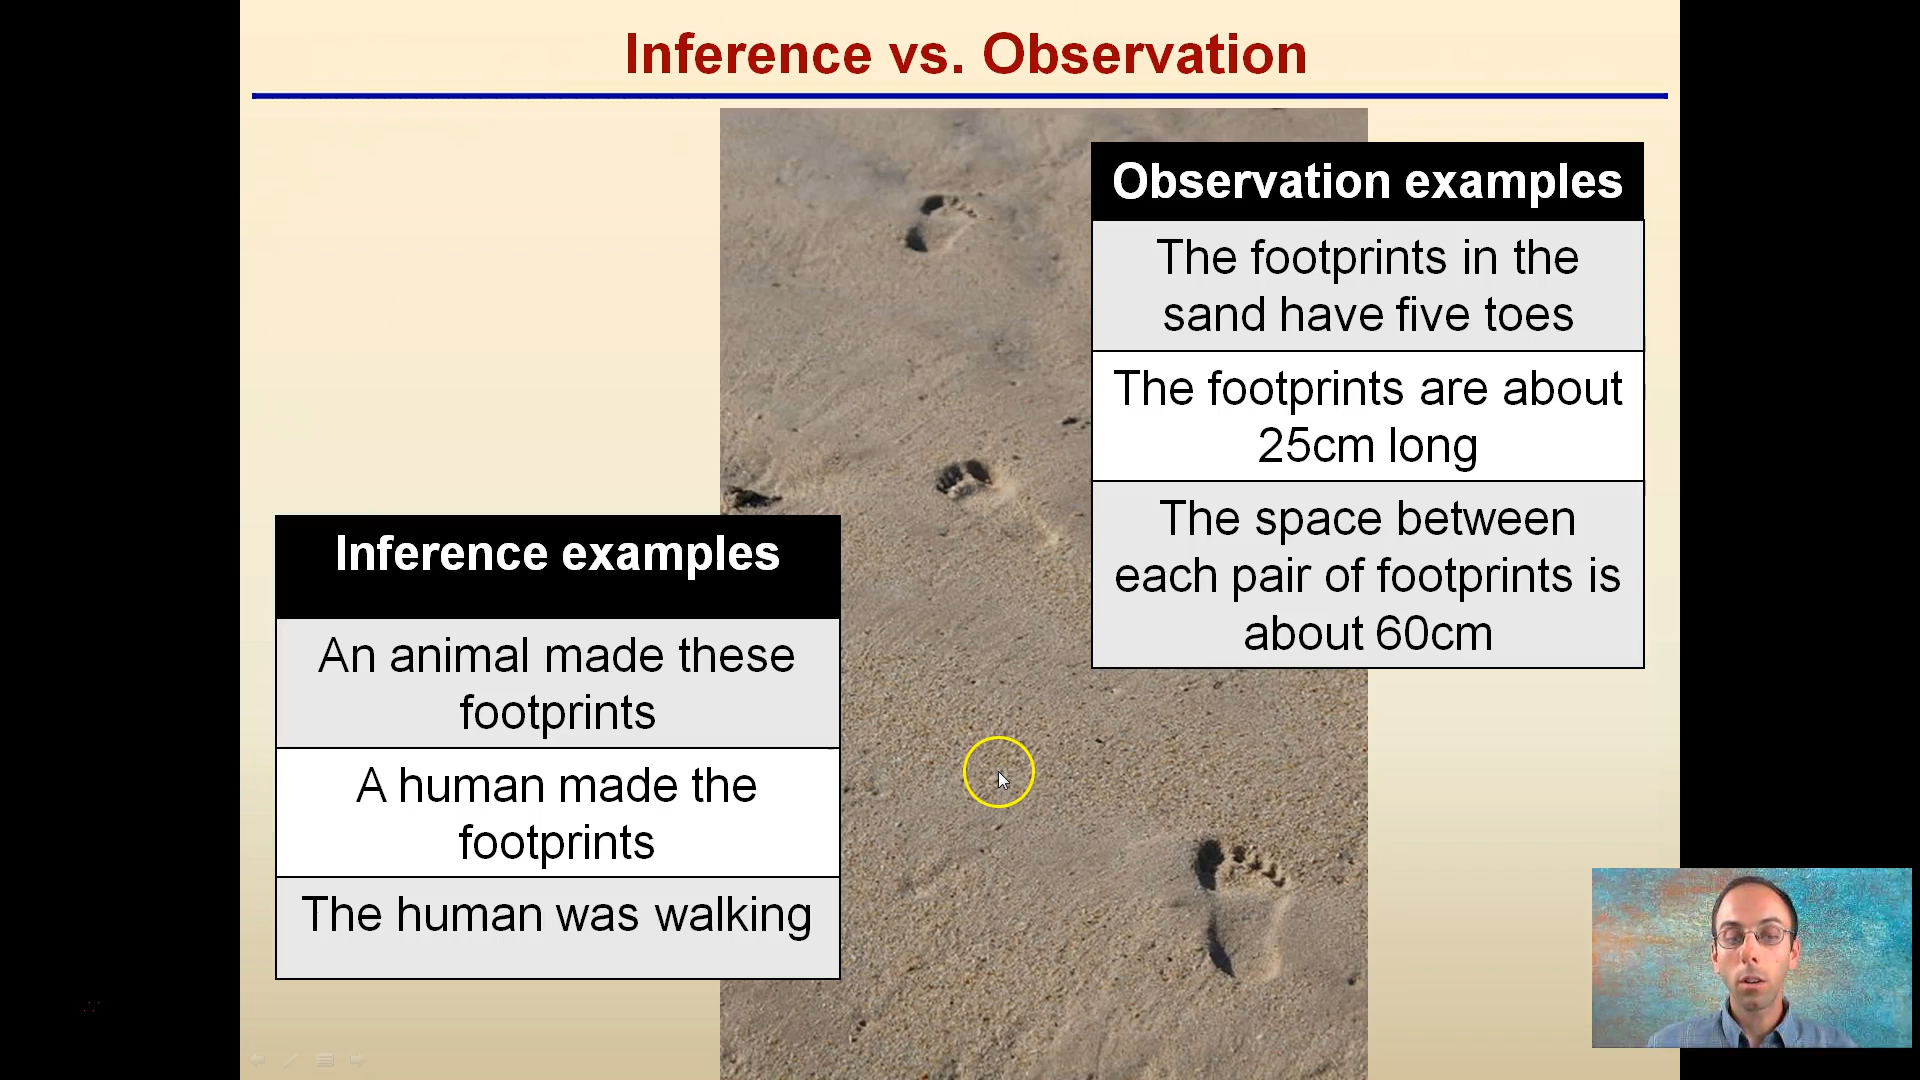 Inference vs. Observation
Observation examples
The footprints in the
sand have five toes
The footprints are about
25cm long
The space between
each pair of footprints is
about 60cm
Inference examples
An animal made these
footprints
A human made the
footprints
The human was walking